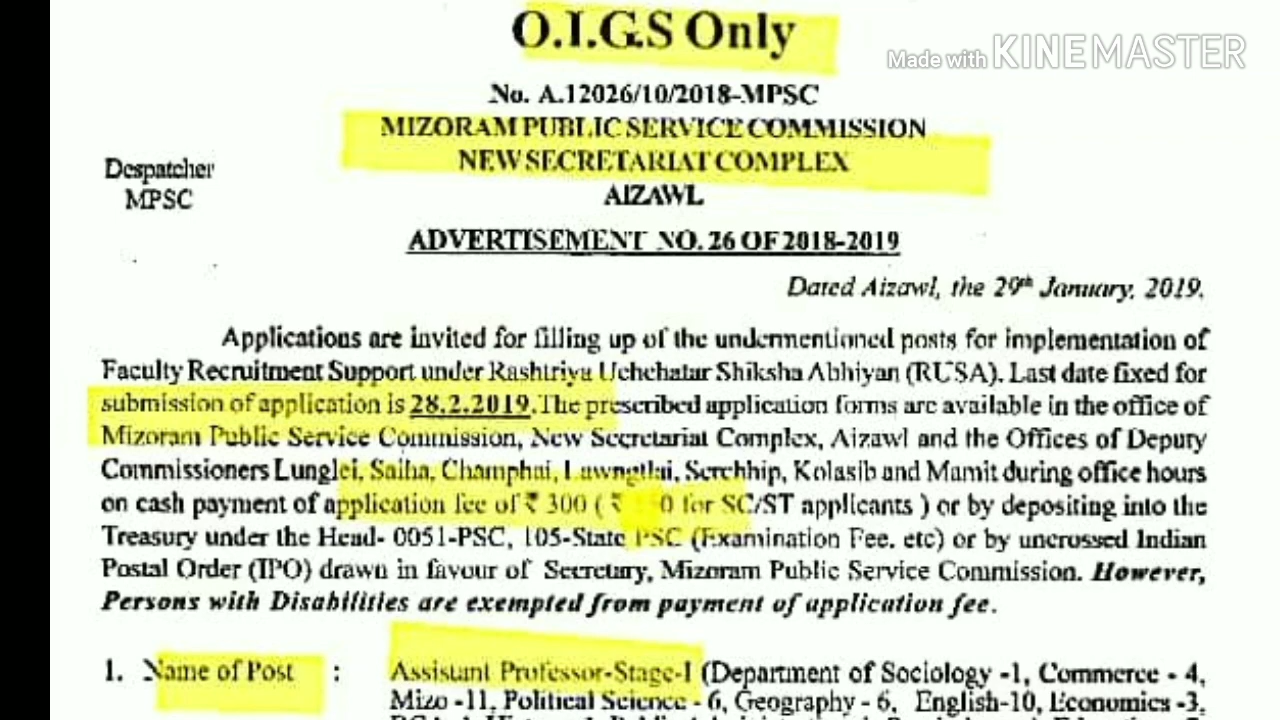 O.I.G.S Only
Made with KINEMASTER
No. A.12026/10/2018-MPSC
MIZORAM PUBLIC SERVICE COMMISSION
NEW SECRETARIAT COMPLEX
Despatcher
MPSC
AIZAWL
ADVERTISEMENT NO. 26 OF 2018-2019
Dated Aizawl, the 29th January, 2019.
Applications are invited for filling up of the undermentioned posts for implementation of
Faculty Recruitment Support under Rashtriya Uchchatar Shiksha Abhiyan (RUSA). Last date fixed for
submission of application is 28.2.2019. The prescribed application forms are available in the office of
Mizoram Public Service Commission, New Secretariat Complex, Aizawl and the Offices of Deputy
Commissioners Lunglei, Saiha, Champhai, Lawngtlai, Serchhip, Kolasib and Mamit during office hours
on cash payment of application fee of ₹ 300 ( ₹ for SC/ST applicants ) or by depositing into the
Treasury under the Head- 0051-PSC, 105-State PSC (Examination Fee, etc) or by uncrossed Indian
Postal Order (IPO) drawn in favour of Secretary, Mizoram Public Service Commission. However,
Persons with Disabilities are exempted from payment of application fee.
1. Name of Post : Assistant Professor-Stage-I (Department of Sociology -1, Commerce - 4,
Mizo -11, Political Science - 6, Geography - 6, English-10, Economics -3,